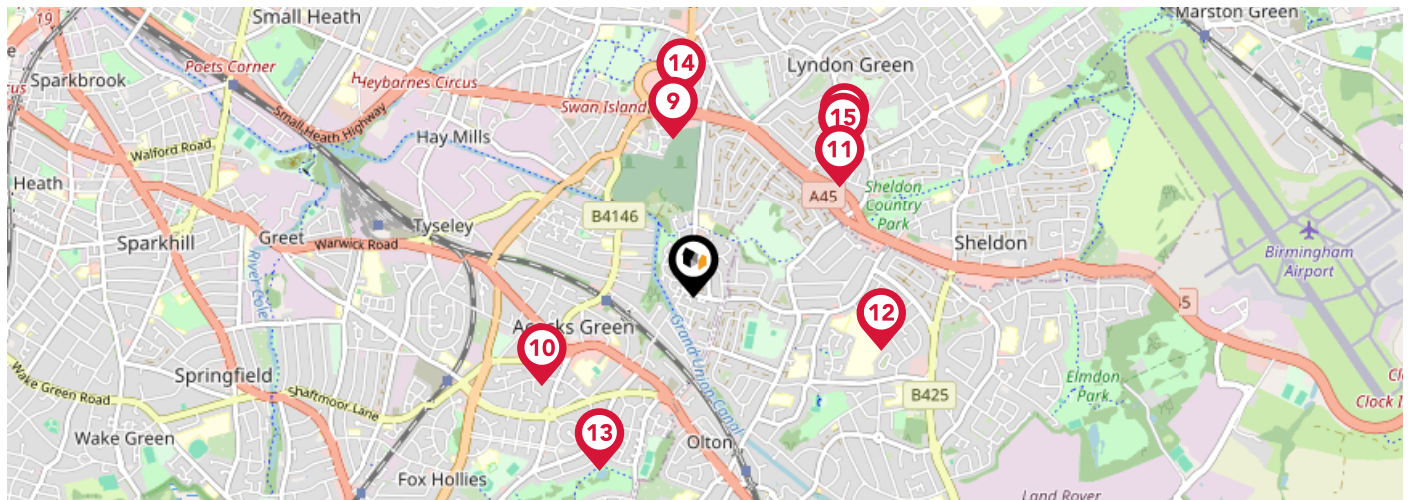 Small Heath
Marston Green
19
Poets Corner
Heybarnes Circus
14
Lyndon Green
Sparkbrook
9
Swan Island
Small Heath Highway
15
Hay Mills
11
Walford Road
Heath
A45
Sheldon
Country
Park
B4146
Tyseley
Sparkhill
Greet
Warwick Road
Sheldon
Birmingham
Airport
River Cole
12
45
Acocks Green
10
Grand Union Canal
Springfield
Wake Green Road
Shaftmoor Lane
Elmdon
Park
B425
Clock I
13
Wake Green
Olton
Fox Hollies
Land Rover